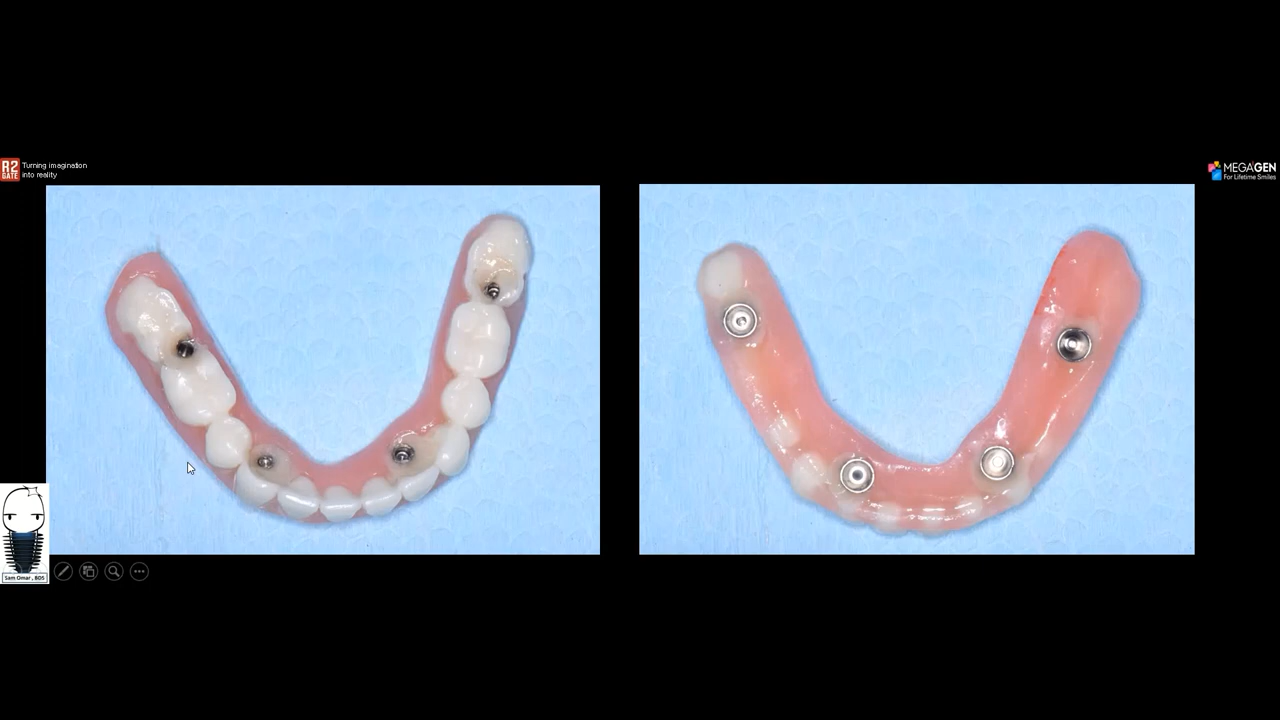 R2
GATE
Turning imagination
into reality
MEGAGEN
For Lifetime Smiles
Sam Omar , BDS